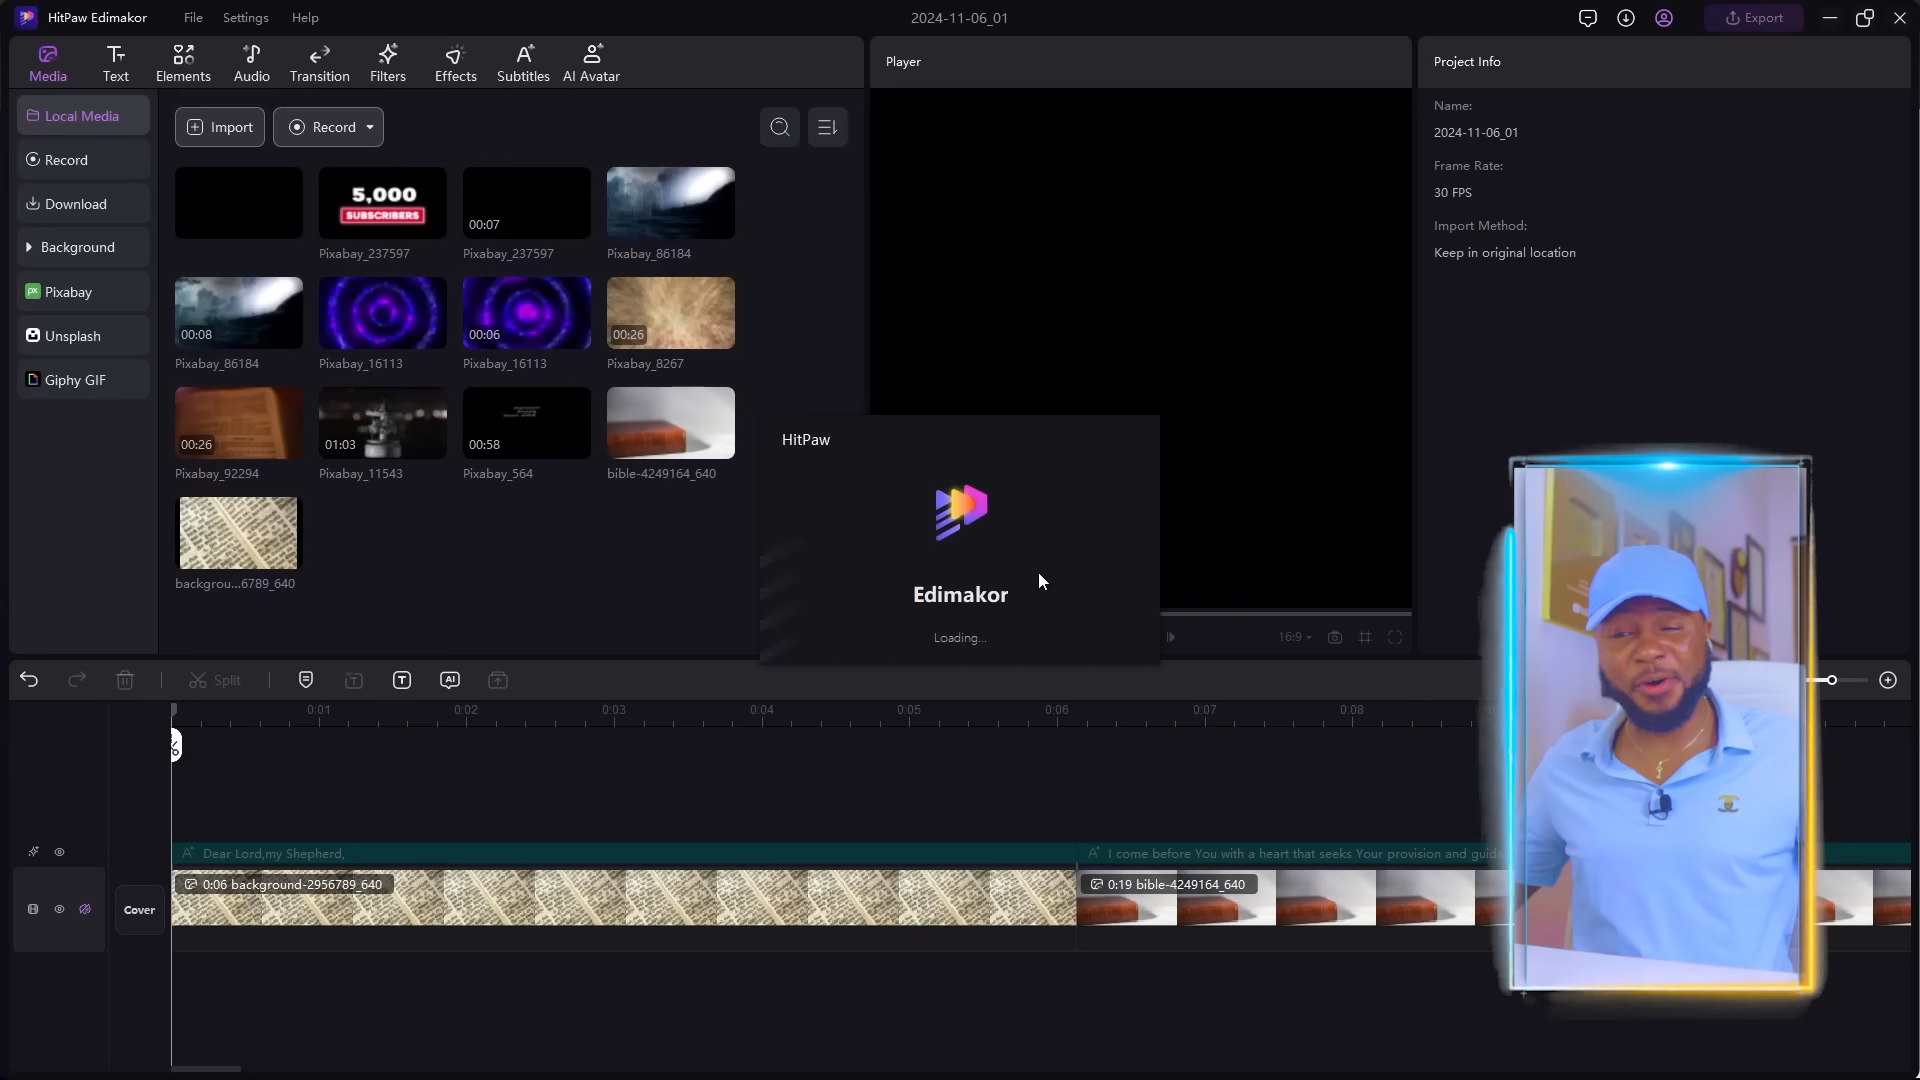 HitPaw Edimakor
File
Settings
Help
2024-11-06_01
Export
Media
Text
Elements
Audio
Transition
Filters
Effects
Subtitles
AI Avatar
Player
Project Info
Local Media
Record
Download
Background
Pixabay
Unsplash
Giphy GIF
Import
Record
5,000
SUBSCRIBERS
00:07
Pixabay_237597
Pixabay_237597
Pixabay_86184
00:08
00:06
00:26
Pixabay_86184
Pixabay_16113
Pixabay_16113
Pixabay_8267
00:26
01:03
00:58
Pixabay_92294
Pixabay_11543
Pixabay_564
bible-4249164_640
backgrou...6789_640
Name:
2024-11-06_01
Frame Rate:
30 FPS
Import Method:
Keep in original location
HitPaw
Edimakor
Loading...
16:9
Split
AI
0:01
0:02
0:03
0:04
0:05
0:06
0:07
0:08
Dear Lord,my Shepherd,
I come before You with a heart that seeks Your provision and guid
Cover
0:06 background-2956789_640
0:19 bible-4249164_640